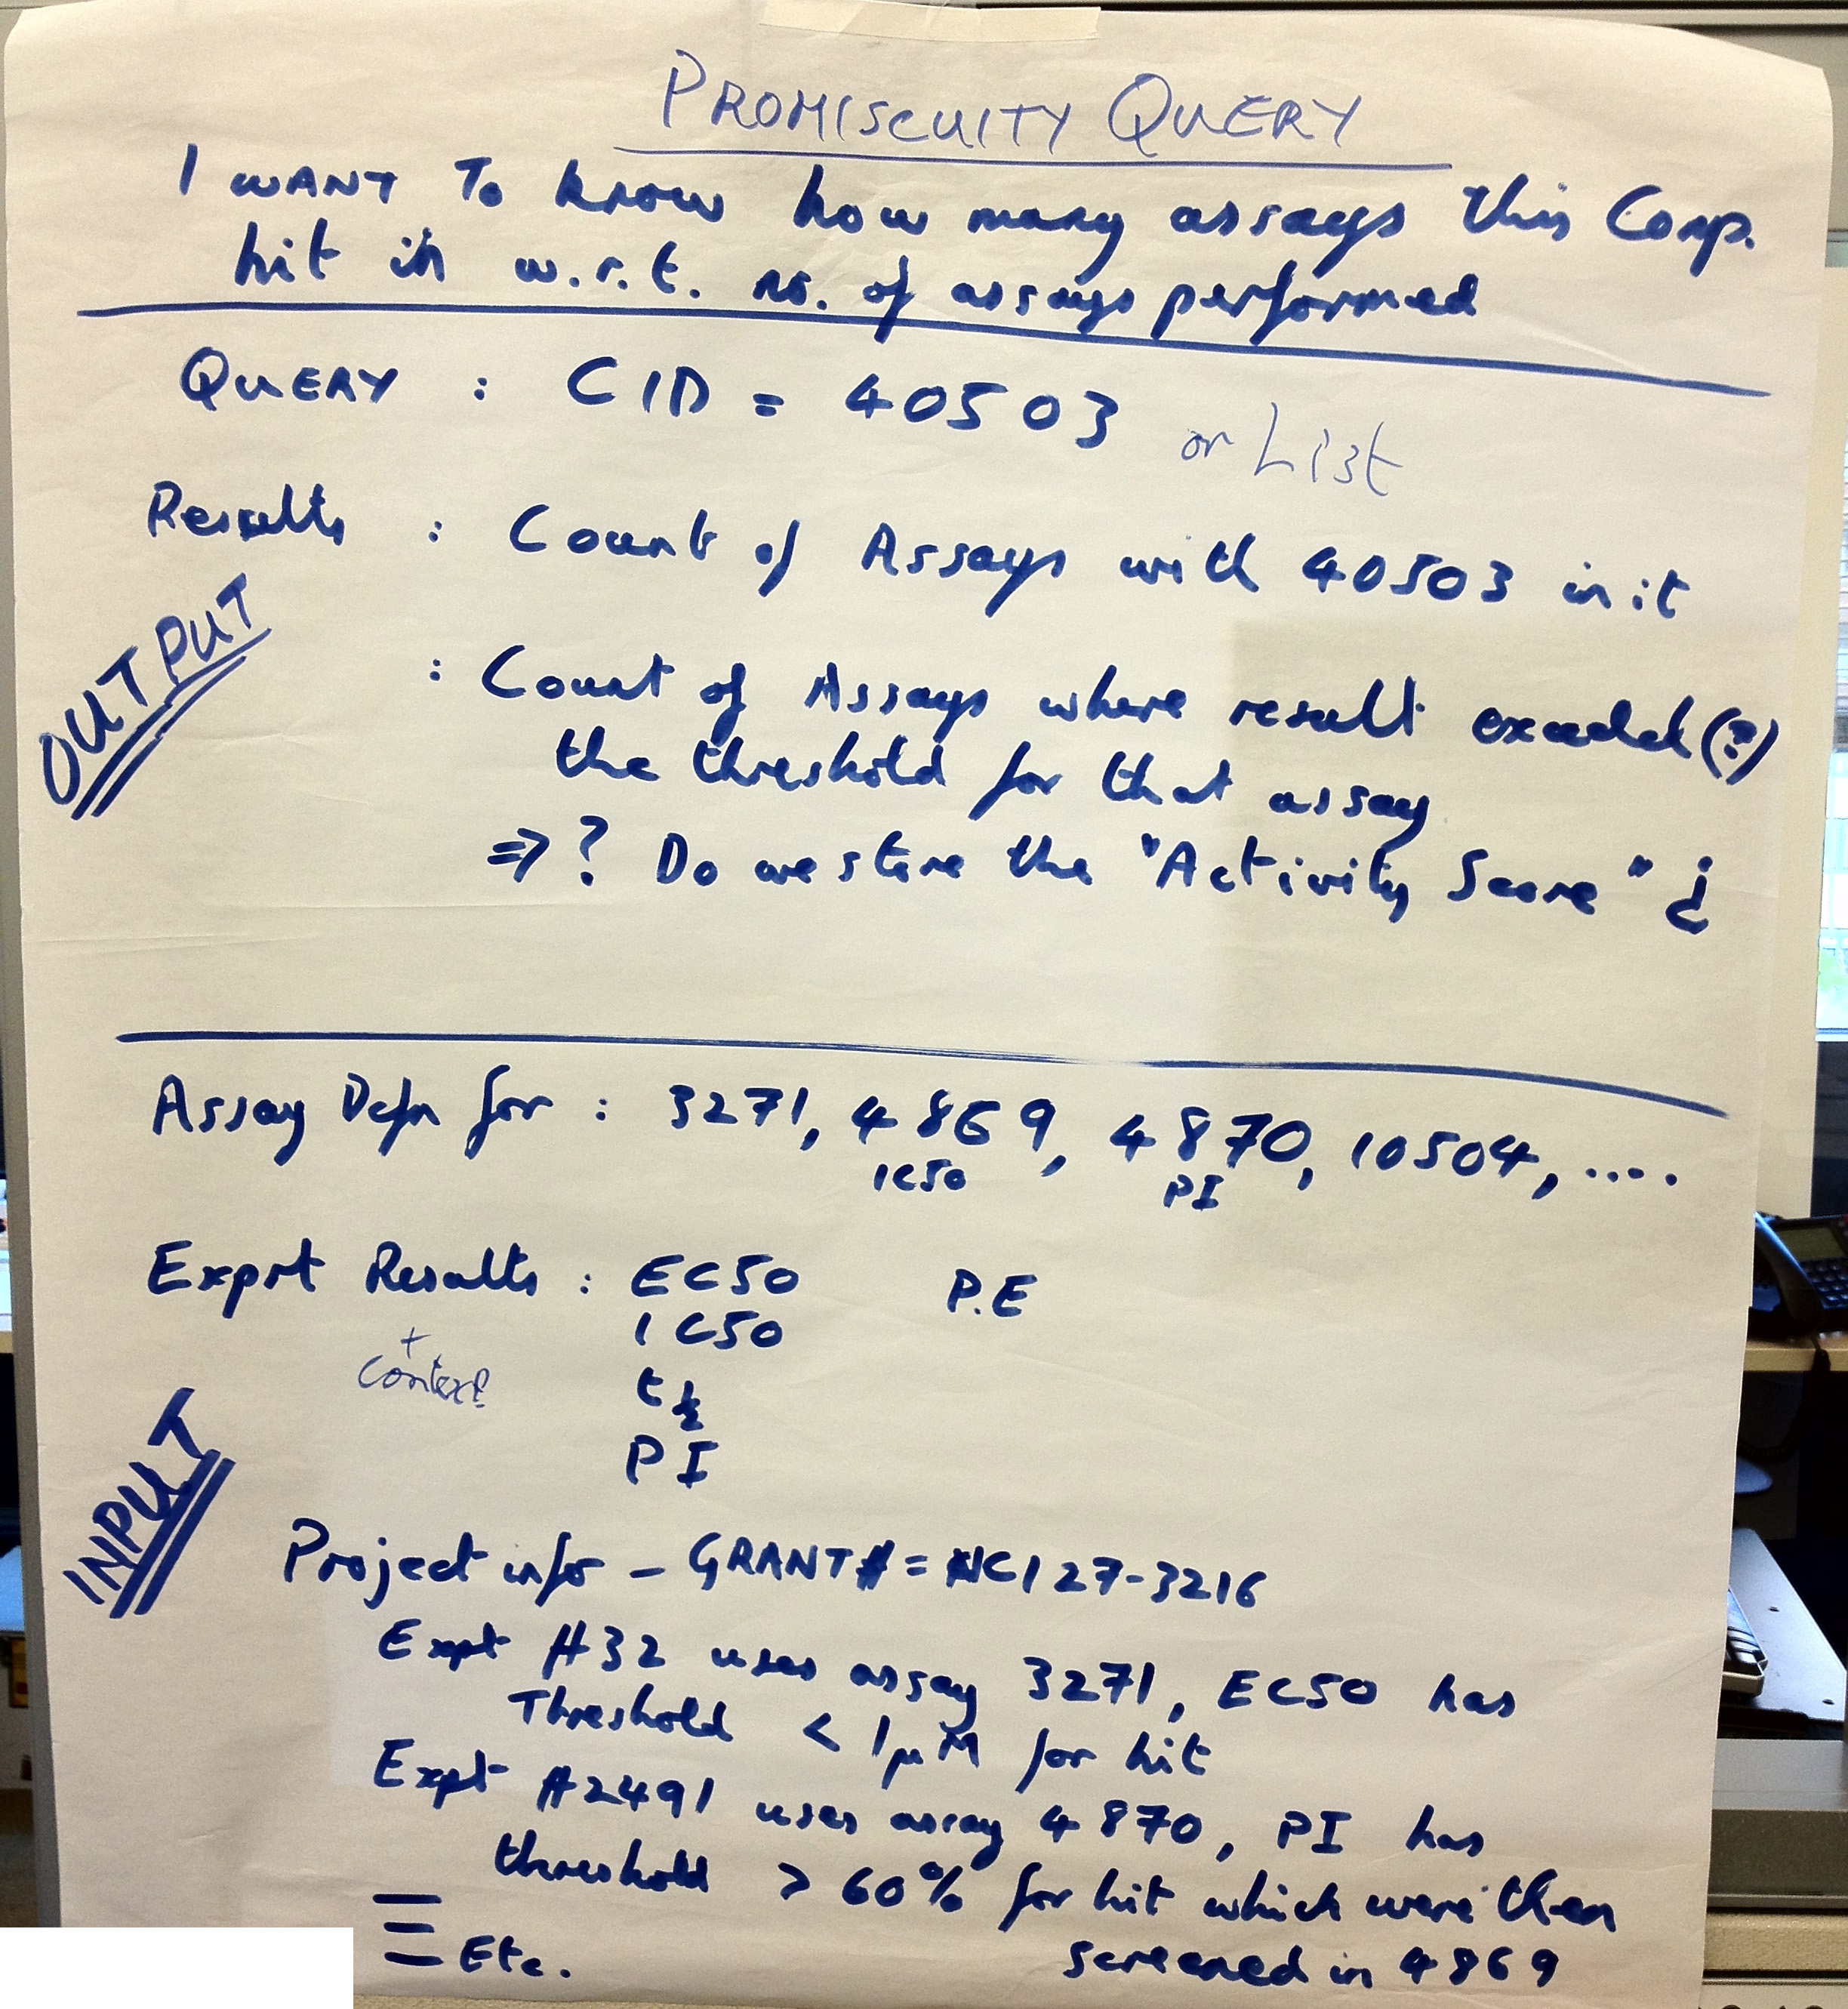 PROMISCUITY QUERY
I WANT To know how many assays this Comp.
hit in w.r.t. no. of assays performed
QUERY : CID = 40503 or List
Results : Count of Assays with 40503 in it
OUTPUT
: Count of Assays where result exceeded (?)
the threshold for that assay
⇒ ? Do we store the "Activity Score" ¿
Assay Defn for : 3271, 4869, 4870, 10504, ....
IC50 PI
Exprt Results : EC50 P.E
IC50
+
Context
t½
PI
INPUT
Project info - GRANT# = NCI 27-3216
Expt #32 uses assay 3271, EC50 has
Threshold < 1μM for hit
Expt #2491 uses assay 4870, PI has
threshold > 60% for hit which were then
screened in 4869
Etc.